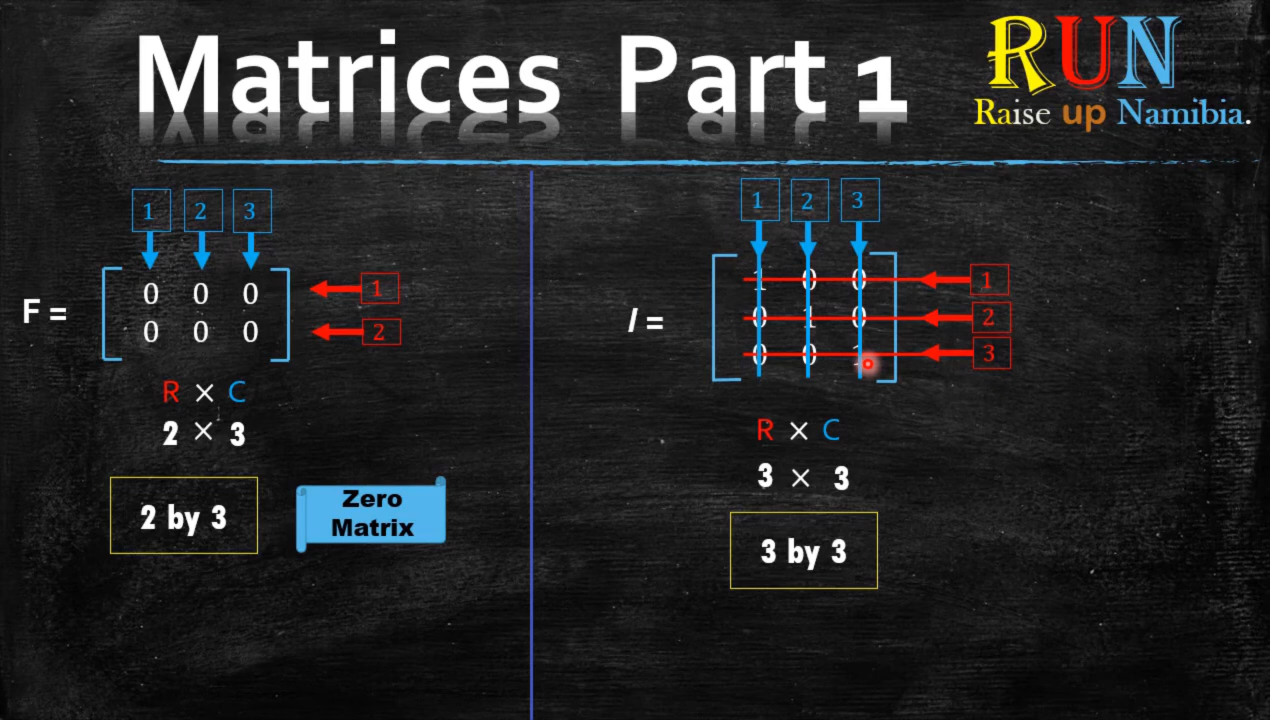 Matrices Part 1
RUN
Raise up Namibia.
1 2 3
F =
0 0 0
1
0 0 0
2
R × C
2 × 3
2 by 3
Zero
Matrix
1 2 3
I =
1 0 0
1
0 1 0
2
0 0 1
3
R × C
3 × 3
3 by 3